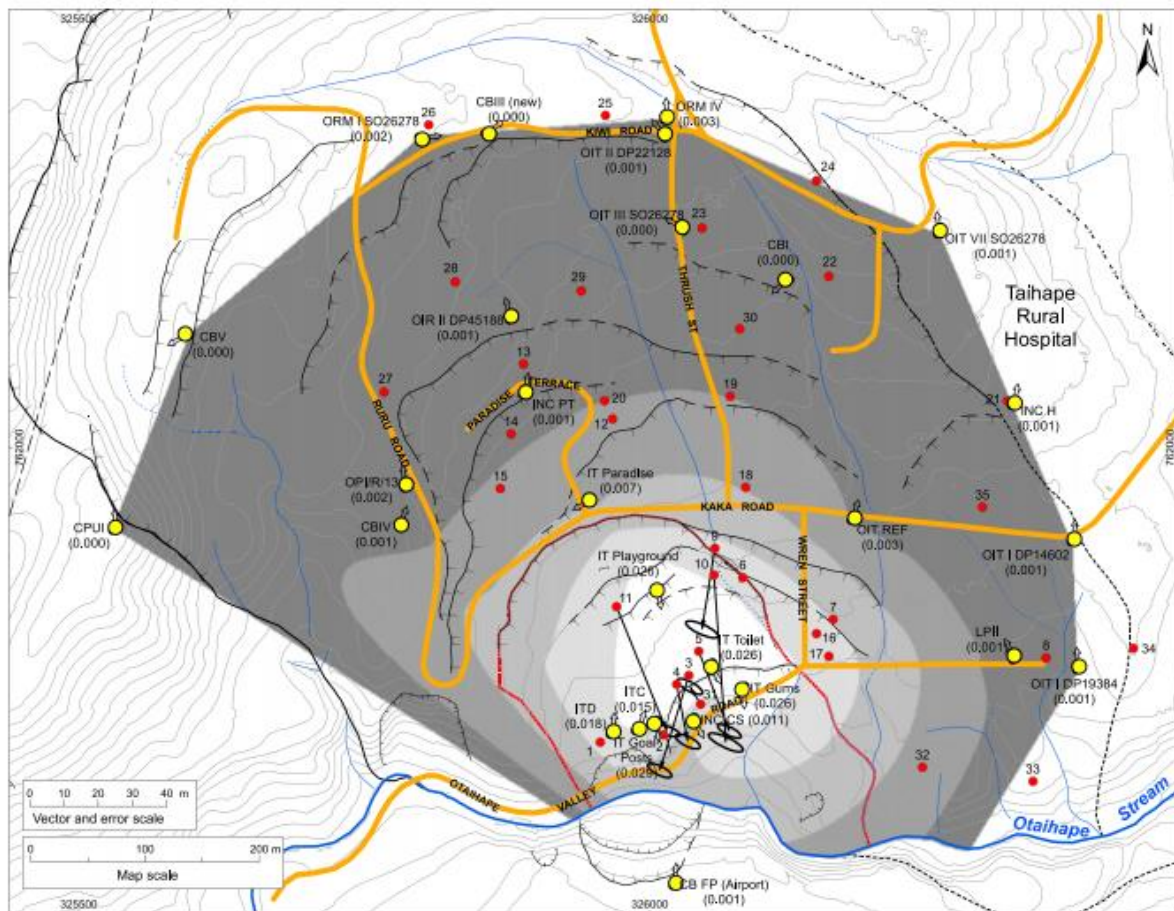 325500
326000
N
26
CBIII (new)
(0.000)
25
ORM IV
(0.003)
ORM I SO26278
(0.002)
KIWI ROAD
OIT II DP22128
(0.001)
24
OIT III SO26278
(0.000)
23
OIT VII SO26278
(0.001)
CBI
(0.000)
22
28
29
Taihape
Rural
Hospital
OIR II DP45188
(0.001)
THRUSH ST
30
CBV
(0.000)
13
PARADISE TERRACE
27
RURU ROAD
INC PT
(0.001)
20
19
12
14
21
INC H
(0.001)
762000
762000
OPI/R/13
(0.002)
15
IT Paradise
(0.007)
18
KAKA ROAD
35
CPUI
(0.000)
CBIV
(0.001)
OIT REF
(0.003)
OIT I DP14602
(0.001)
9
IT Playground
(0.026)
10
6
WREN STREET
11
7
16
5
IT Toilet
(0.026)
17
LPII
(0.001)
8
34
4
3
OIT I DP19384
(0.001)
ITC
(0.015)
IT Gums
(0.026)
ITD
(0.018)
31
ROAD
INC CS (0.011)
1
2
IT Goal
Posts
(0.029)
32
33
0 10 20 30 40 m
Vector and error scale
OTAIHAPE VALLEY
Otaihape Stream
0 100 200 m
Map scale
CB FP (Airport)
(0.001)
325500
326000